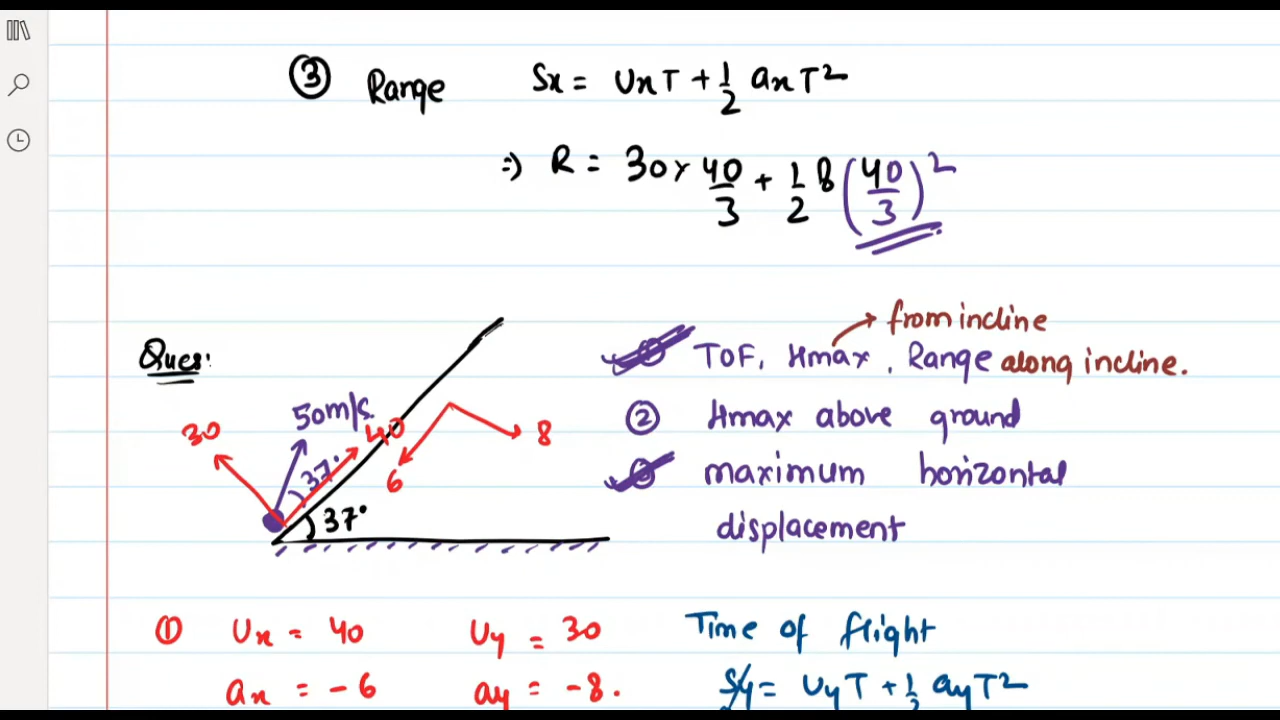 ③ Range Sx = UxT + 1/2 axT²
⇒ R = 30 × 40/3 + 1/2 8 (40/3)²
Ques:
from incline
TOF, Hmax, Range along incline.
② Hmax above ground
maximum horizontal
displacement
50m/s
30
40
37°
8
6
37°
① Ux = 40 Uy = 30 Time of flight
ax = -6 ay = -8. Sy = UyT + 1/2 ayT²